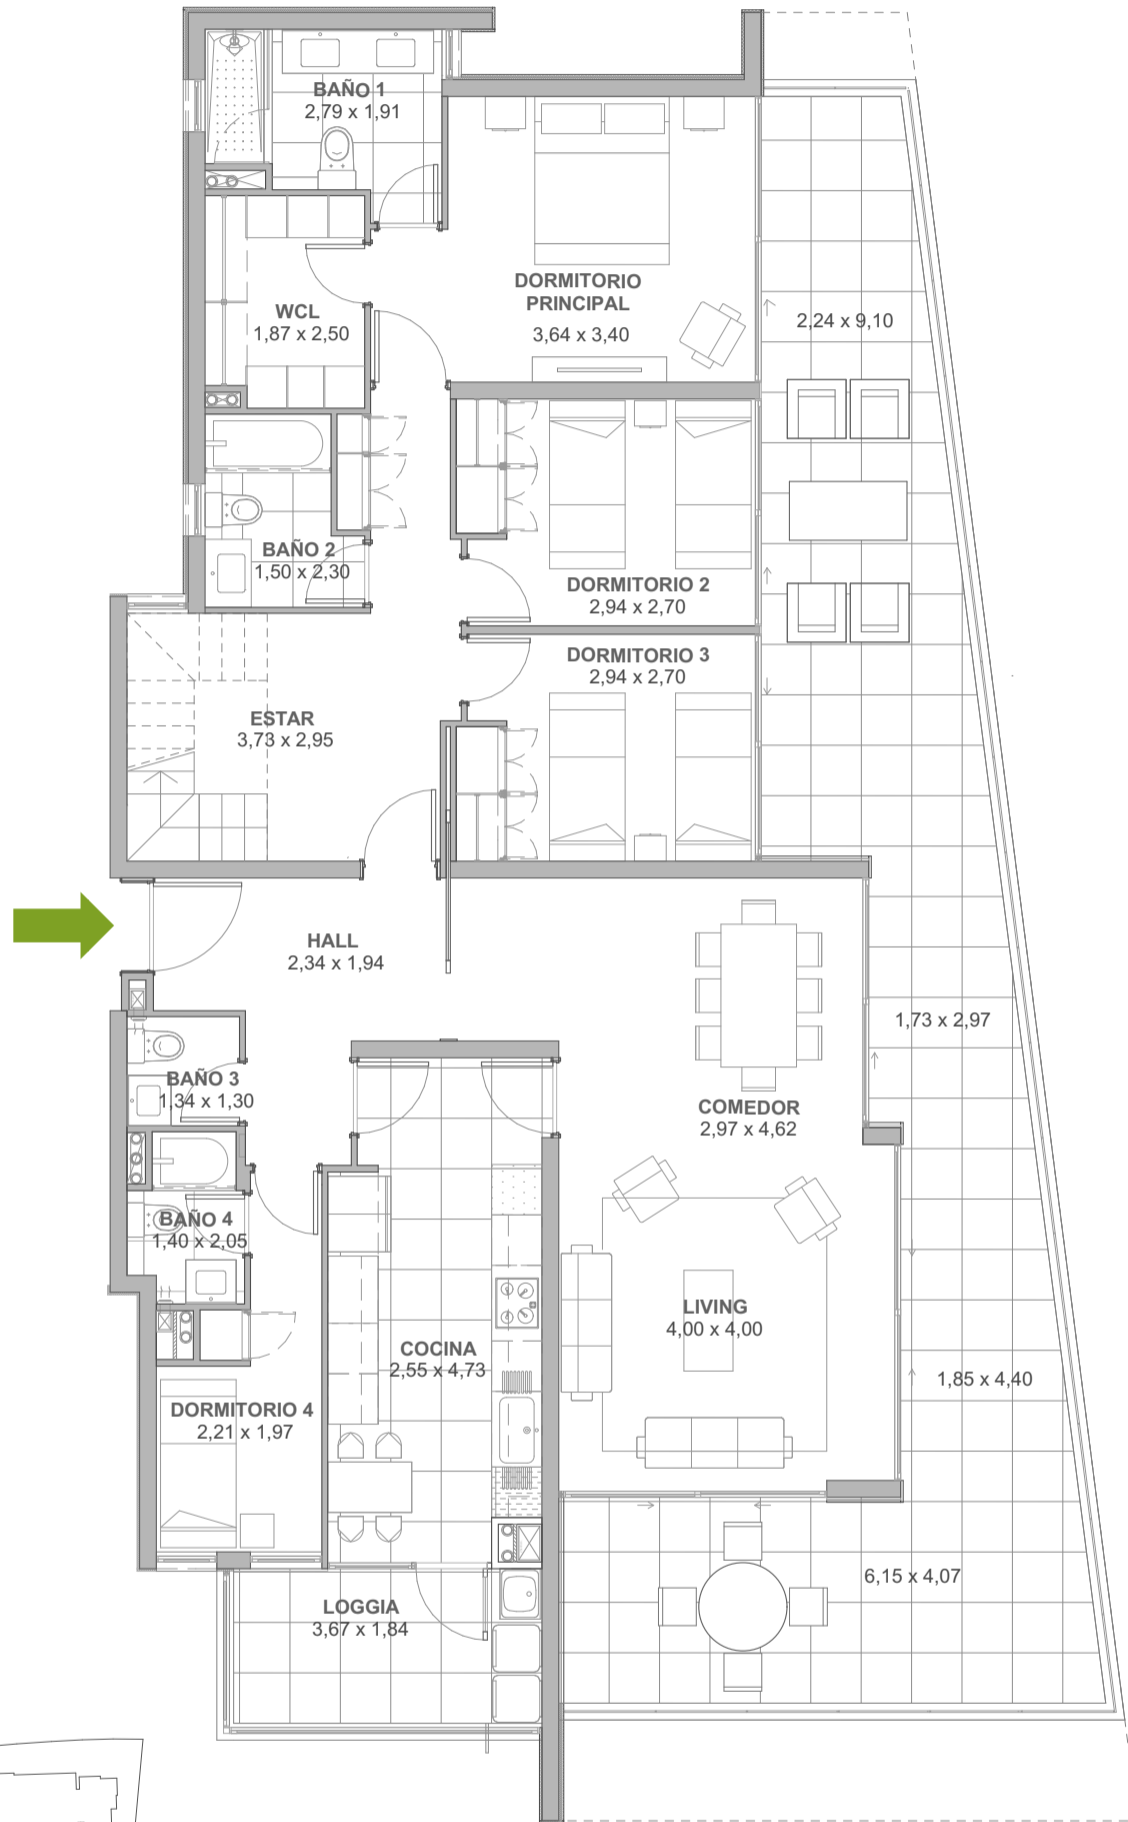 BAÑO 1
2,79 x 1,91
DORMITORIO
PRINCIPAL
3,64 x 3,40
WCL
1,87 x 2,50
2,24 x 9,10
BAÑO 2
1,50 x 2,30
DORMITORIO 2
2,94 x 2,70
DORMITORIO 3
2,94 x 2,70
ESTAR
3,73 x 2,95
HALL
2,34 x 1,94
1,73 x 2,97
BAÑO 3
1,34 x 1,30
COMEDOR
2,97 x 4,62
BAÑO 4
1,40 x 2,05
LIVING
4,00 x 4,00
COCINA
2,55 x 4,73
1,85 x 4,40
DORMITORIO 4
2,21 x 1,97
6,15 x 4,07
LOGGIA
3,67 x 1,84